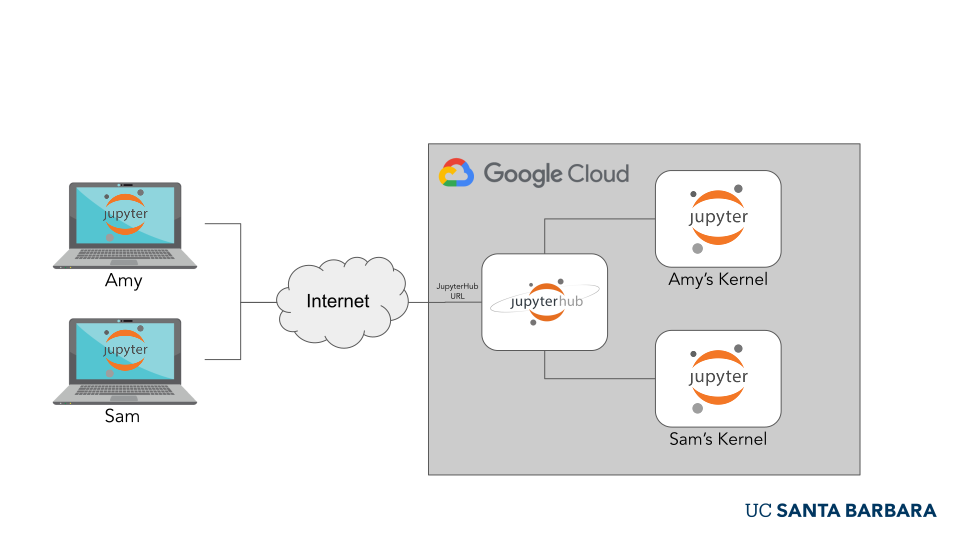 Google Cloud
jupyter
Amy
jupyter
Sam
Internet
JupyterHub
URL
jupyterhub
jupyter
Amy's Kernel
jupyter
Sam's Kernel
UC SANTA BARBARA